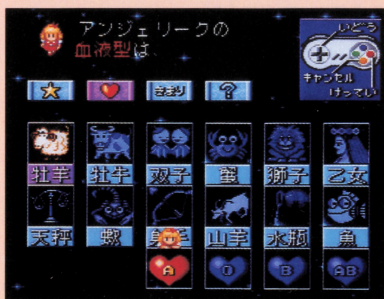 アンジェリークの
血液型は、
いどう
キャンセル
けってい
きまり ?
牡羊 牡牛 双子 蟹 獅子 乙女
天秤 蠍 射手 山羊 水瓶 魚
A O B AB